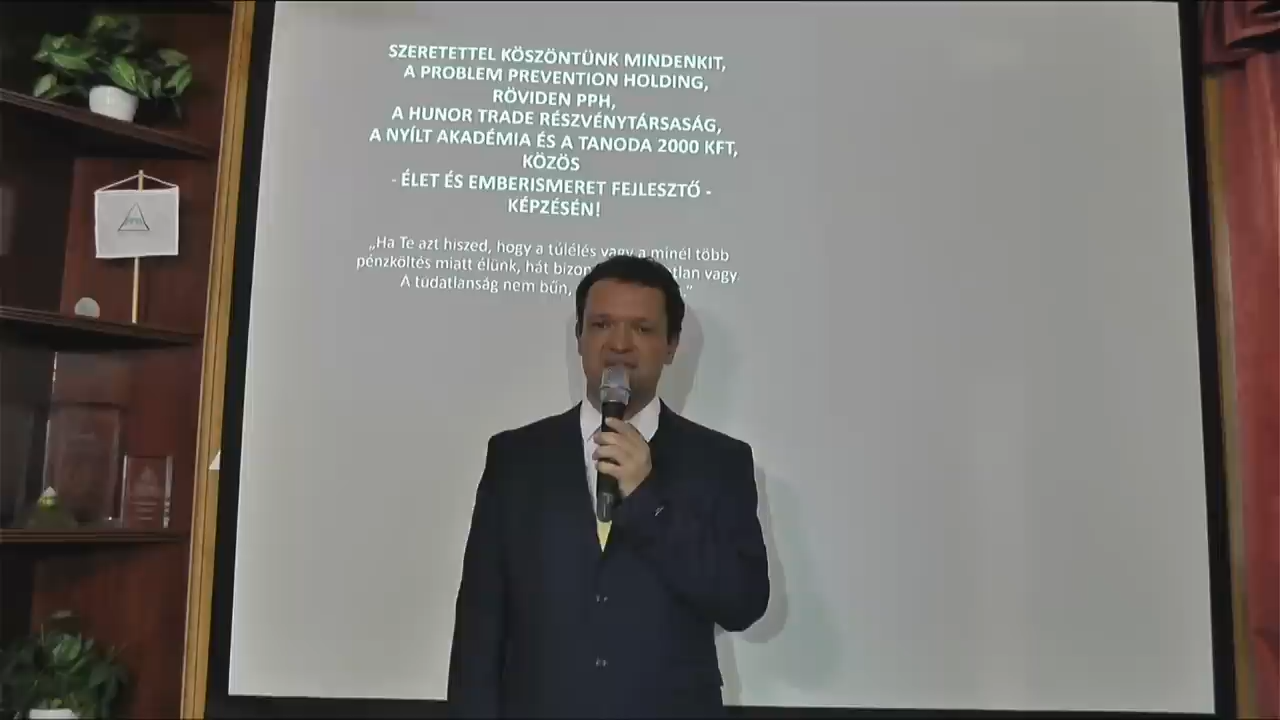 SZERETETTEL KÖSZÖNTÜNK MINDENKIT,
A PROBLEM PREVENTION HOLDING,
RÖVIDEN PPH,
A HUNOR TRADE RÉSZVÉNYTÁRSASÁG,
A NYÍLT AKADÉMIA ÉS A TANODA 2000 KFT,
KÖZÖS
- ÉLET ÉS EMBERISMERET FEJLESZTŐ -
KÉPZÉSÉN!
„Ha Te azt hiszed, hogy a túlélés vagy a minél több
pénzköltés miatt élünk, hát vagy.
A tudatlanság nem bűn,